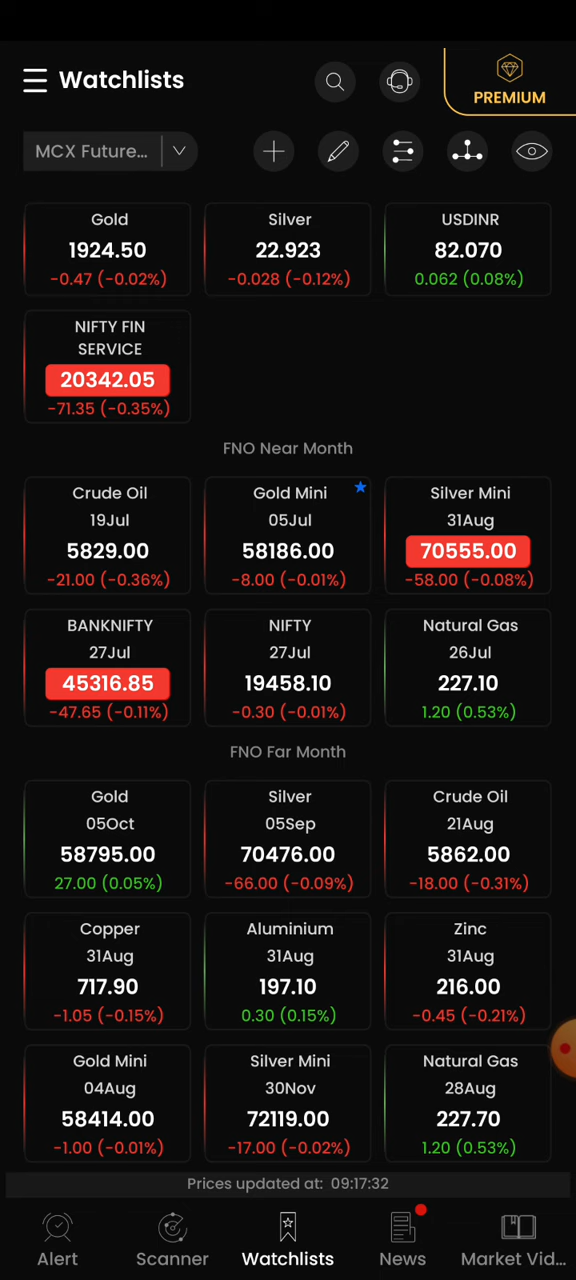 Watchlists
PREMIUM
MCX Future...
Gold
1924.50
-0.47 (-0.02%)
Silver
22.923
-0.028 (-0.12%)
USDINR
82.070
0.062 (0.08%)
NIFTY FIN
SERVICE
20342.05
-71.35 (-0.35%)
FNO Near Month
Crude Oil
19Jul
5829.00
-21.00 (-0.36%)
Gold Mini
05Jul
58186.00
-8.00 (-0.01%)
Silver Mini
31Aug
70555.00
-58.00 (-0.08%)
BANKNIFTY
27Jul
45316.85
-47.65 (-0.11%)
NIFTY
27Jul
19458.10
-0.30 (-0.01%)
Natural Gas
26Jul
227.10
1.20 (0.53%)
FNO Far Month
Gold
05Oct
58795.00
27.00 (0.05%)
Silver
05Sep
70476.00
-66.00 (-0.09%)
Crude Oil
21Aug
5862.00
-18.00 (-0.31%)
Copper
31Aug
717.90
-1.05 (-0.15%)
Aluminium
31Aug
197.10
0.30 (0.15%)
Zinc
31Aug
216.00
-0.45 (-0.21%)
Gold Mini
04Aug
58414.00
-1.00 (-0.01%)
Silver Mini
30Nov
72119.00
-17.00 (-0.02%)
Natural Gas
28Aug
227.70
1.20 (0.53%)
Prices updated at: 09:17:32
Alert
Scanner
Watchlists
News
Market Vid...